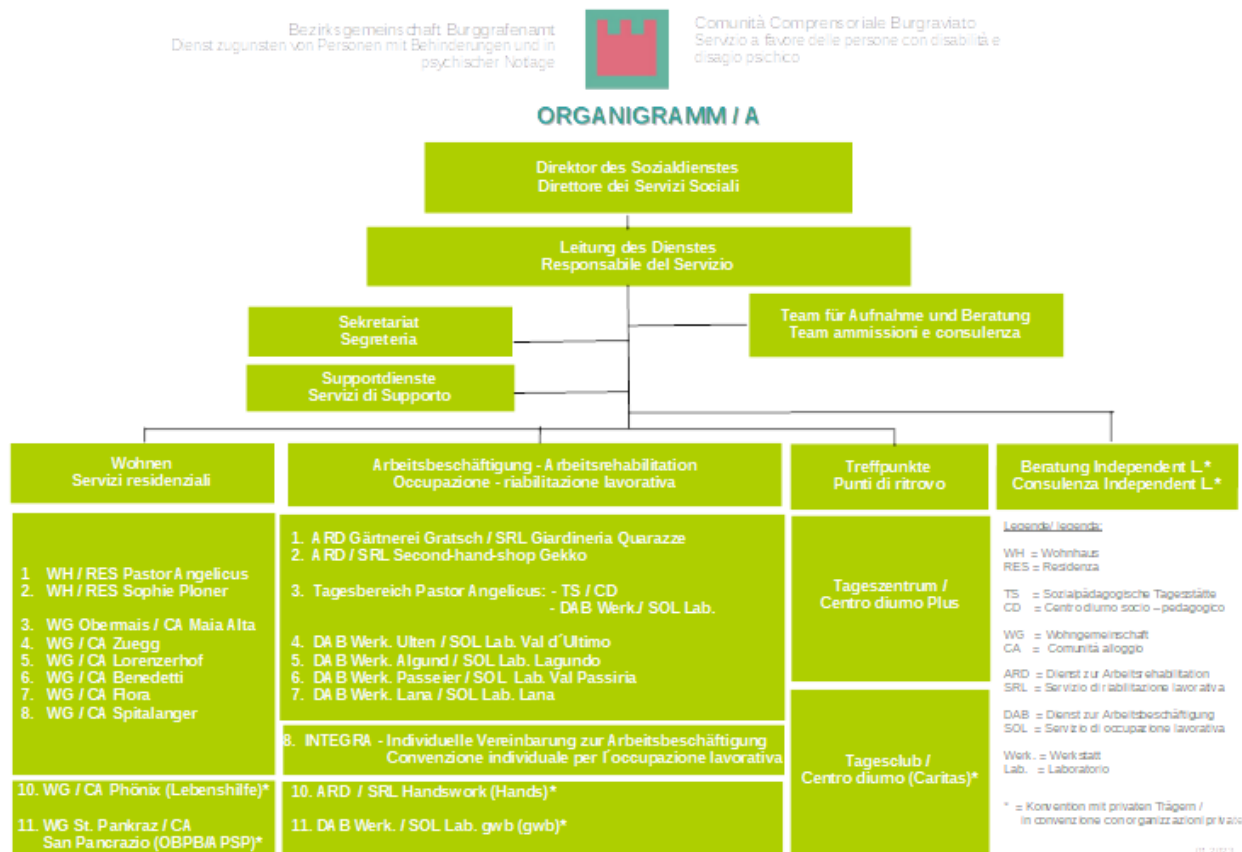 Bezirksgemeinschaft Burggrafenamt
Dienst zugunsten von Personen mit Behinderungen und in
psychischer Notlage
Comunità Comprensoriale Burgraviato
Servizio a favore delle persone con disabilità e
disagio psichico
ORGANIGRAMM / A
Direktor des Sozialdienstes
Direttore dei Servizi Sociali
Leitung des Dienstes
Responsabile del Servizio
Sekretariat
Segreteria
Team für Aufnahme und Beratung
Team ammissioni e consulenza
Supportdienste
Servizi di Supporto
Wohnen
Servizi residenziali
Arbeitsbeschäftigung - Arbeitsrehabilitation
Occupazione - riabilitazione lavorativa
Treffpunkte
Punti di ritrovo
Beratung Independent L.*
Consulenza Independent L.*
1 WH / RES Pastor Angelicus
2. WH / RES Sophie Ploner
3. WG Obermais / CA Maia Alta
4. WG / CA Zuegg
5. WG / CA Lorenzerhof
6. WG / CA Benedetti
7. WG / CA Flora
8. WG / CA Spitalanger
10. WG / CA Phönix (Lebenshilfe)*
11. WG St. Pankraz / CA
San Pancrazio (OBPB/APSP)*
1. ARD Gärtnerei Gratsch / SRL Giardineria Quarazze
2. ARD / SRL Second-hand-shop Gekko
3. Tagesbereich Pastor Angelicus: - TS / CD
- DAB Werk./ SOL Lab.
4. DAB Werk. Ulten / SOL Lab. Val d´Ultimo
5. DAB Werk. Algund / SOL Lab. Lagundo
6. DAB Werk. Passeier / SOL Lab. Val Passiria
7. DAB Werk. Lana / SOL Lab. Lana
8. INTEGRA - Individuelle Vereinbarung zur Arbeitsbeschäftigung
Convenzione individuale per l´occupazione lavorativa
10. ARD / SRL Handswork (Hands)*
11. DAB Werk. / SOL Lab. gwb (gwb)*
Tageszentrum /
Centro diurno Plus
Tagesclub /
Centro diurno (Caritas)*
Legende/ legenda:
WH = Wohnhaus
RES = Residenza
TS = Sozialpädagogische Tagesstätte
CD = Centro diurno socio – pedagogico
WG = Wohngemeinschaft
CA = Comunità alloggio
ARD = Dienst zur Arbeitsrehabilitation
SRL = Servizio di riabilitazione lavorativa
DAB = Dienst zur Arbeitsbeschäftigung
SOL = Servizio di occupazione lavorativa
Werk. = Werkstatt
Lab. = Laboratorio
* = Konvention mit privaten Trägern /
in convenzione con organizzazioni private